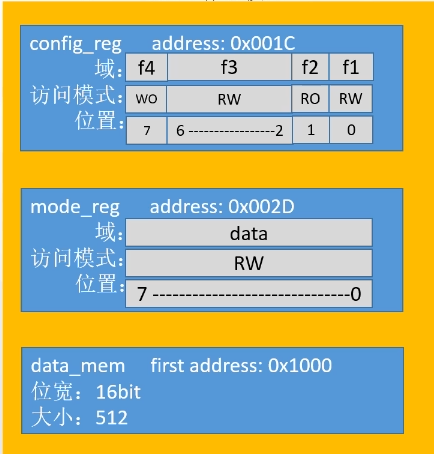 config_reg address: 0x001C
域： f4 f3 f2 f1
访问模式： WO RW RO RW
位置： 7 6 -----------------2 1 0
mode_reg address: 0x002D
域： data
访问模式： RW
位置： 7 -----------------------------0
data_mem first address: 0x1000
位宽：16bit
大小：512